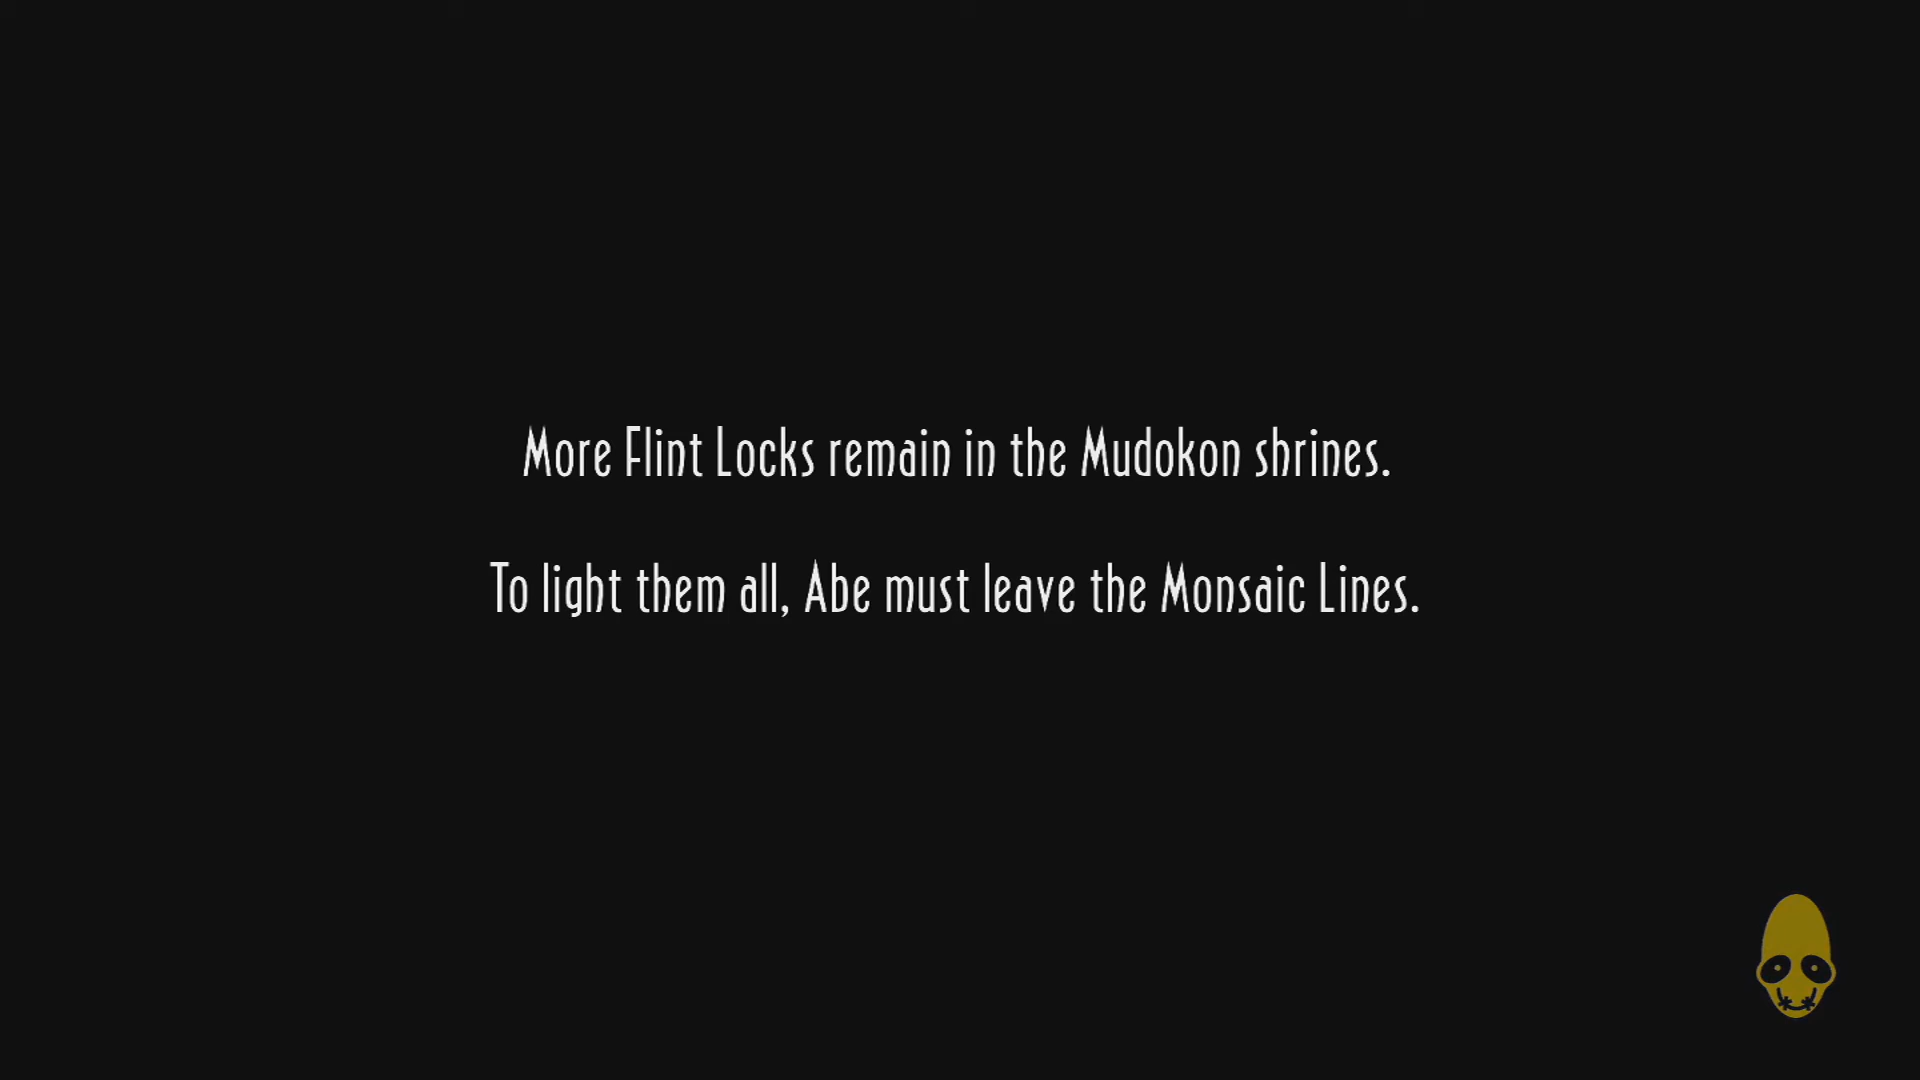 More Flint Locks remain in the Mudokon shrines.
To light them all, Abe must leave the Monsaic Lines.